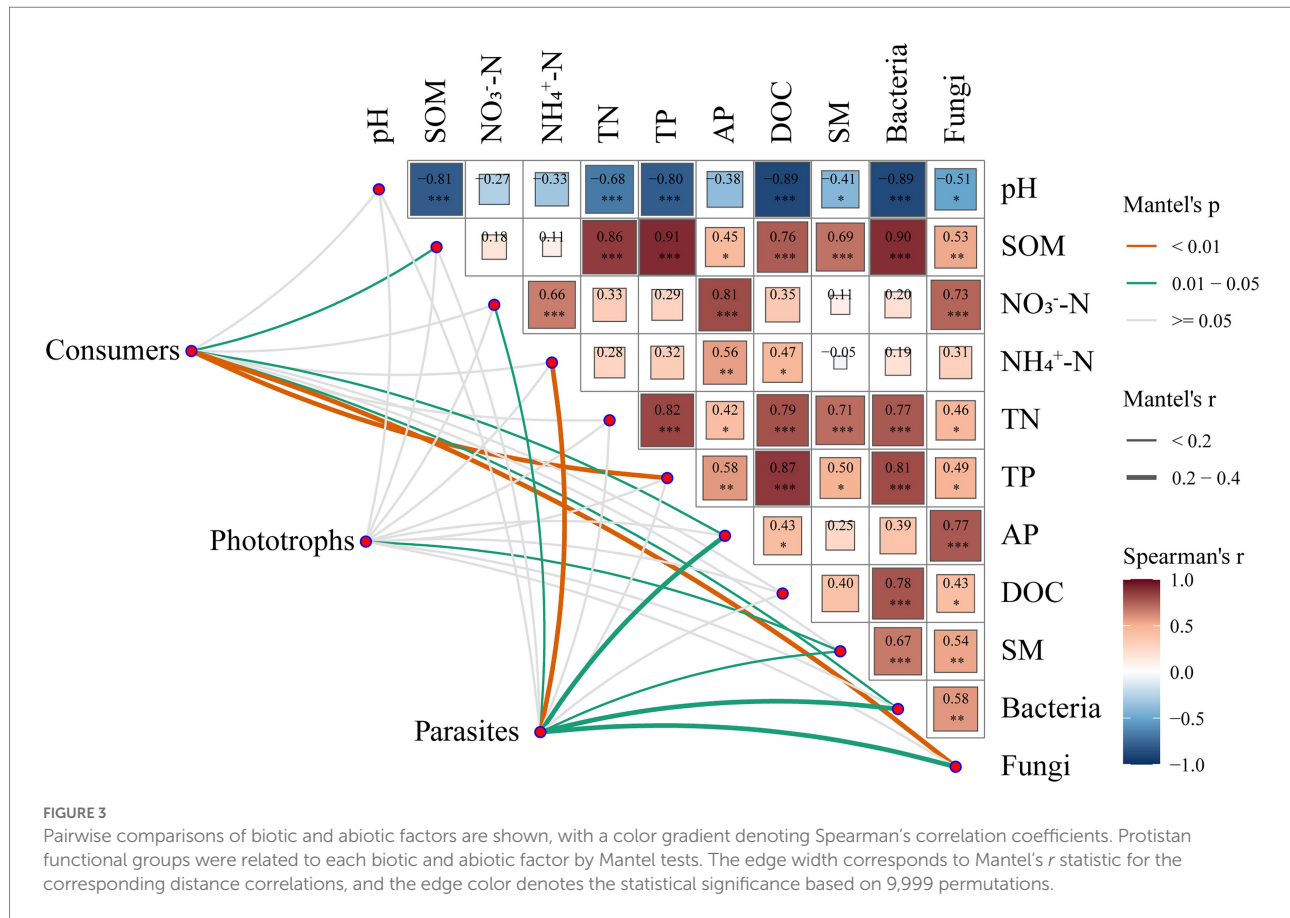 pH SOM NO₃⁻-N NH₄⁺-N TN TP AP DOC SM Bacteria Fungi
−0.81 −0.27 −0.33 −0.68 −0.80 −0.38 −0.89 −0.41 −0.89 −0.51 pH
*** *** *** *** * *** *
0.18 0.11 0.86 0.91 0.45 0.76 0.69 0.90 0.53 SOM
*** *** * *** *** *** **
0.66 0.33 0.29 0.81 0.35 0.11 0.20 0.73 NO₃⁻-N
*** *** ***
0.28 0.32 0.56 0.47 −0.05 0.19 0.31 NH₄⁺-N
** *
0.82 0.42 0.79 0.71 0.77 0.46 TN
*** * *** *** *** *
0.58 0.87 0.50 0.81 0.49 TP
** *** * *** *
0.43 0.25 0.39 0.77 AP
* ***
0.40 0.78 0.43 DOC
*** *
0.67 0.54 SM
*** **
0.58 Bacteria
**
Fungi
Consumers
Phototrophs
Parasites
Mantel's p
< 0.01
0.01 − 0.05
>= 0.05
Mantel's r
< 0.2
0.2 − 0.4
Spearman's r
1.0
0.5
0.0
−0.5
−1.0
FIGURE 3
Pairwise comparisons of biotic and abiotic factors are shown, with a color gradient denoting Spearman's correlation coefficients. Protistan
functional groups were related to each biotic and abiotic factor by Mantel tests. The edge width corresponds to Mantel's r statistic for the
corresponding distance correlations, and the edge color denotes the statistical significance based on 9,999 permutations.